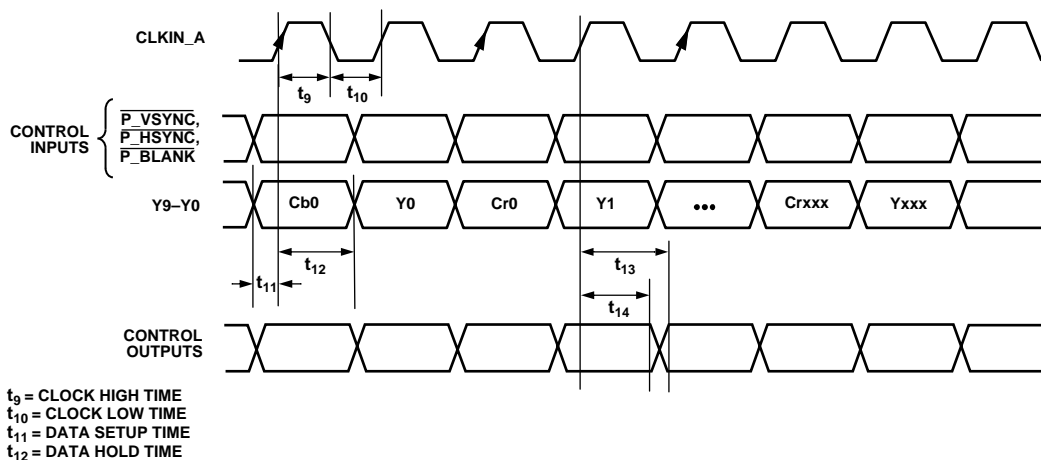 CLKIN_A
t9
t10
CONTROL
INPUTS
P_VSYNC,
P_HSYNC,
P_BLANK
Y9–Y0
Cb0
Y0
Cr0
Y1
•••
Crxxx
Yxxx
t12
t11
t13
t14
CONTROL
OUTPUTS
t9 = CLOCK HIGH TIME
t10 = CLOCK LOW TIME
t11 = DATA SETUP TIME
t12 = DATA HOLD TIME